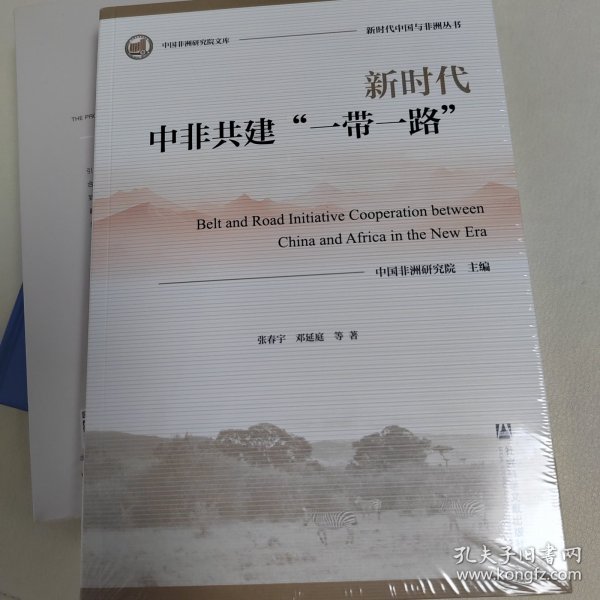 中国非洲研究院文库
新时代中国与非洲丛书
新时代
中非共建“一带一路”
Belt and Road Initiative Cooperation between
China and Africa in the New Era
中国非洲研究院 主编
张春宇 邓延庭 等 著
THE PRO
孔夫子旧书网
www.kongfz.com